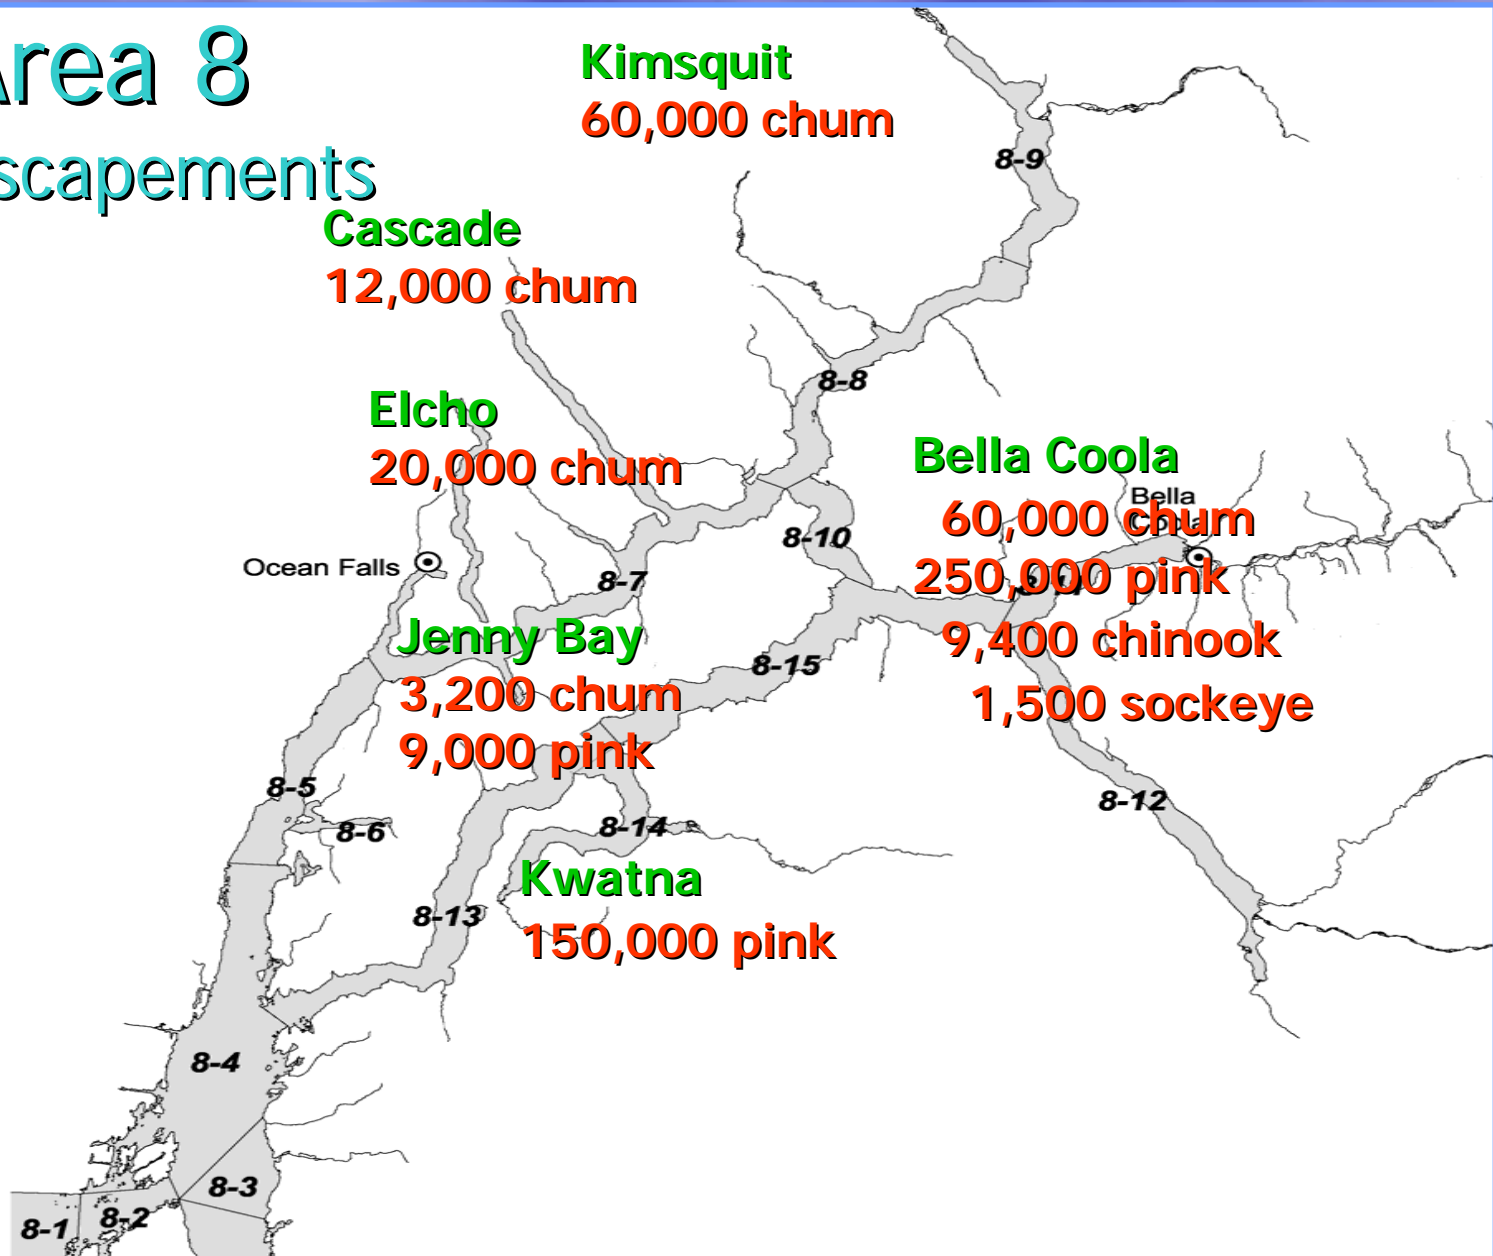 Area 8
scapements
Kimsquit
60,000 chum
8-9
Cascade
12,000 chum
8-8
Elcho
20,000 chum
Bella Coola
Bella
Coola
60,000 chum
250,000 pink
9,400 chinook
1,500 sockeye
8-10
Ocean Falls
8-7
Jenny Bay
3,200 chum
9,000 pink
8-15
8-5
8-6
8-12
8-14
Kwatna
150,000 pink
8-13
8-4
8-3
8-1
8-2